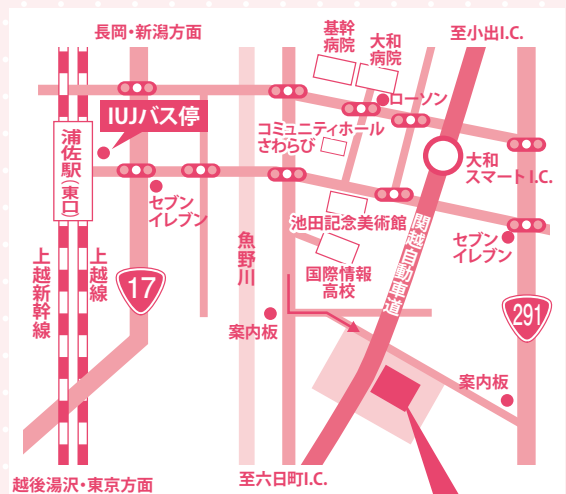 長岡・新潟方面
基幹
病院
大和
病院
至小出I.C.
ローソン
IUJバス停
コミュニティホール
さわらび
浦佐駅(東口)
大和
スマートI.C.
セブン
イレブン
池田記念美術館
関越自動車道
セブン
イレブン
魚野川
国際情報
高校
上越新幹線
上越線
17
291
案内板
案内板
越後湯沢・東京方面
至六日町I.C.